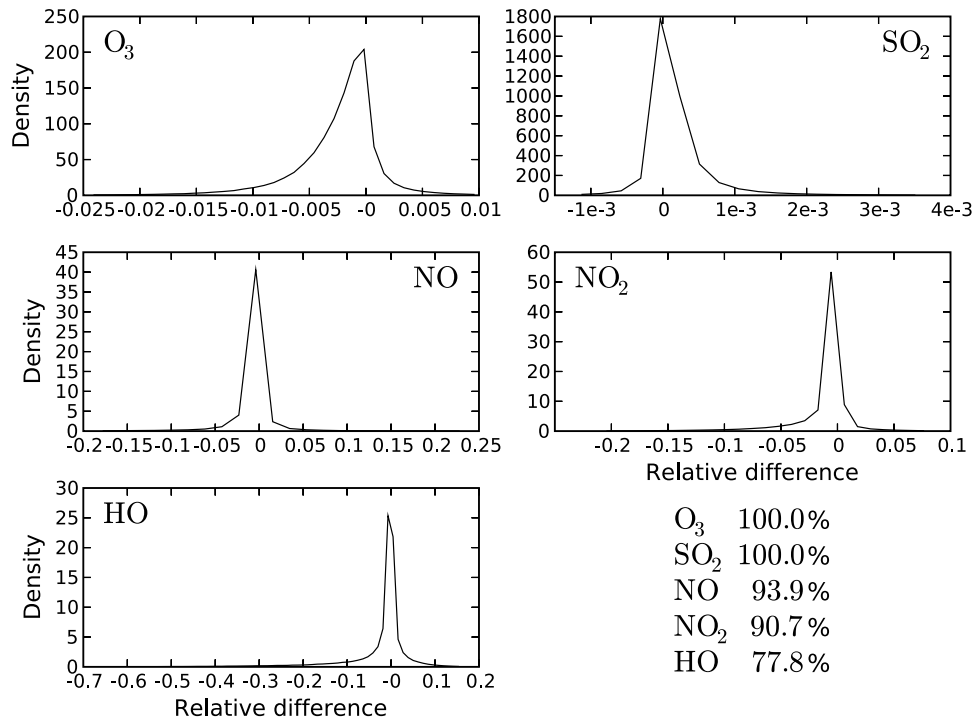 O₃
Density
250
200
150
100
50
0
-0.025 -0.02 -0.015 -0.01 -0.005 -0 0.005 0.01
SO₂
1800
1600
1400
1200
1000
800
600
400
200
0
-1e-3 0 1e-3 2e-3 3e-3 4e-3
NO
Density
45
40
35
30
25
20
15
10
5
0
-0.2 -0.15 -0.1 -0.05 0 0.05 0.1 0.15 0.2 0.25
NO₂
60
50
40
30
20
10
0
-0.2 -0.15 -0.1 -0.05 0 0.05 0.1
Relative difference
HO
Density
30
25
20
15
10
5
0
-0.7 -0.6 -0.5 -0.4 -0.3 -0.2 -0.1 -0 0.1 0.2
Relative difference
O₃ 100.0%
SO₂ 100.0%
NO 93.9%
NO₂ 90.7%
HO 77.8%